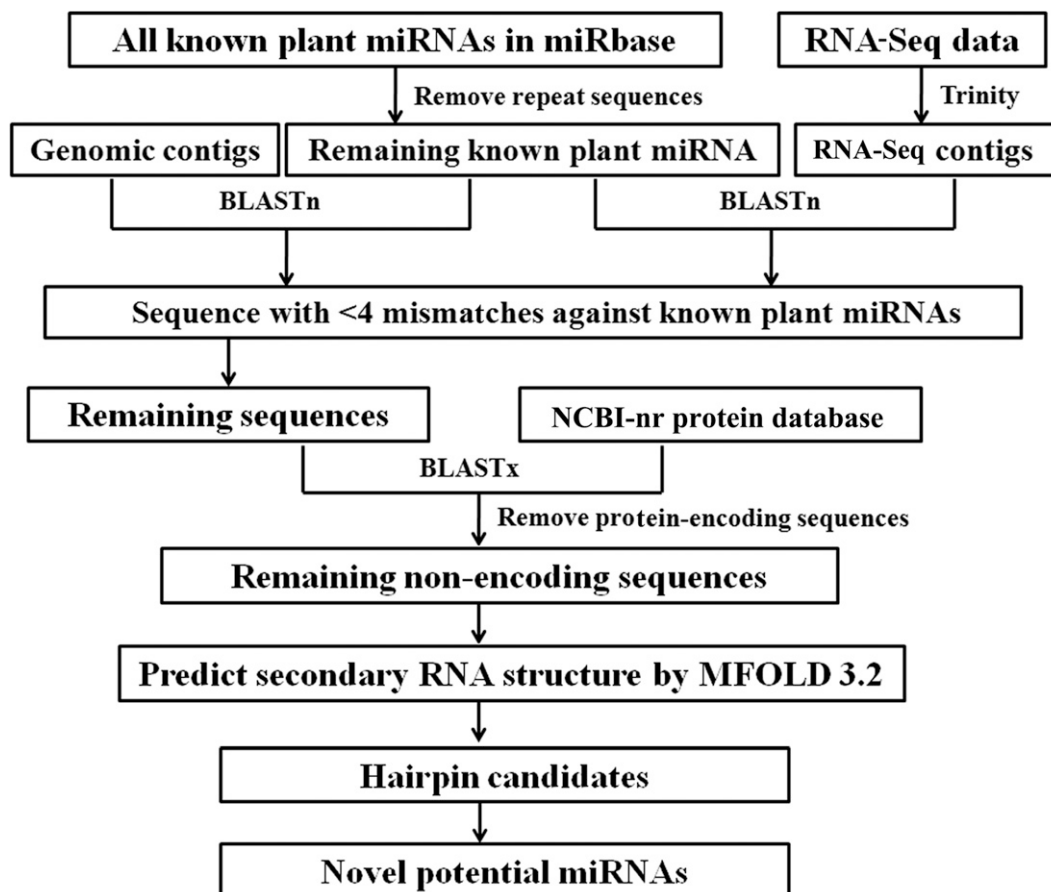 All known plant miRNAs in miRbase
RNA-Seq data
Remove repeat sequences
Trinity
Genomic contigs
Remaining known plant miRNA
RNA-Seq contigs
BLASTn
BLASTn
Sequence with <4 mismatches against known plant miRNAs
Remaining sequences
NCBI-nr protein database
BLASTx
Remove protein-encoding sequences
Remaining non-encoding sequences
Predict secondary RNA structure by MFOLD 3.2
Hairpin candidates
Novel potential miRNAs